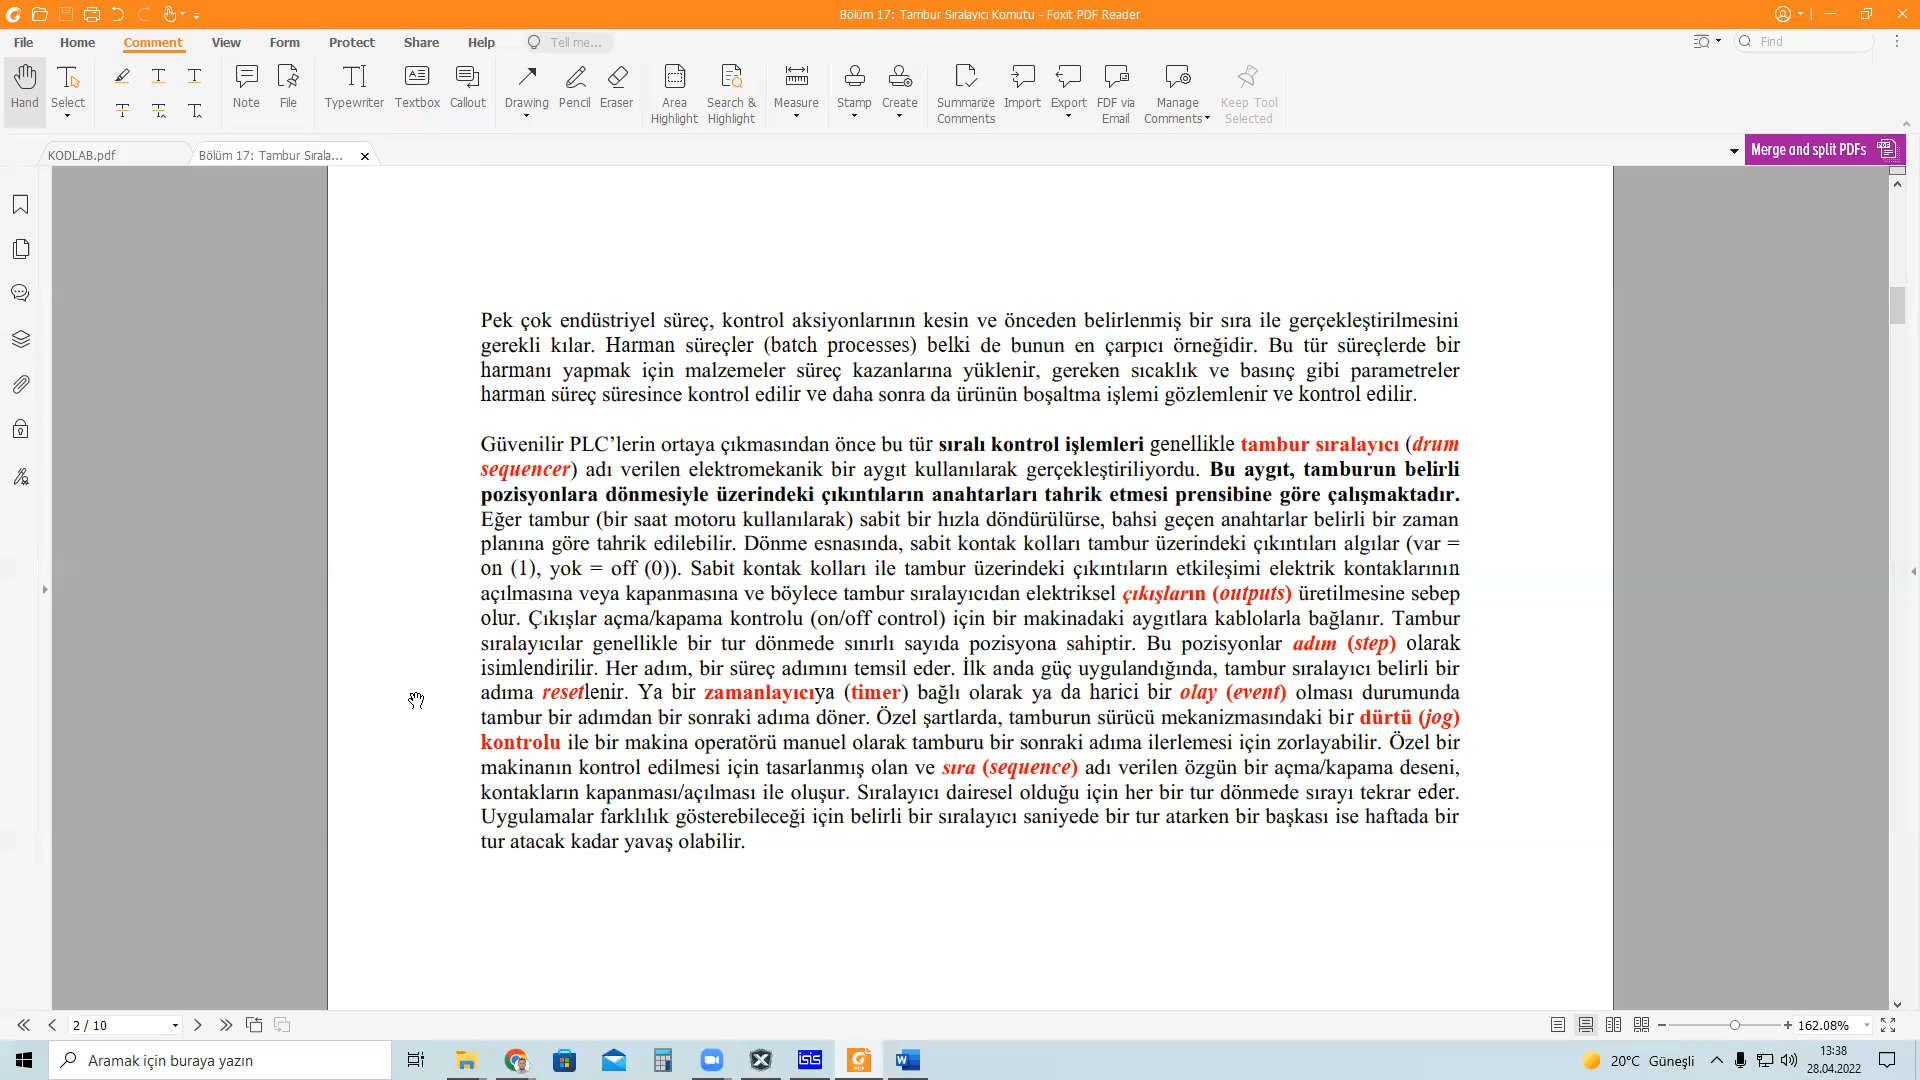 Bölüm 17: Tambur Sıralayıcı Komutu - Foxit PDF Reader
File Home Comment View Form Protect Share Help Tell me... Find
Hand Select Note File Typewriter Textbox Callout Drawing Pencil Eraser Area Highlight Search & Highlight Measure Stamp Create Summarize Comments Import Export FDF via Email Manage Comments Keep Tool Selected
KODLAB.pdf Bölüm 17: Tambur Sırala... Merge and split PDFs
Pek çok endüstriyel süreç, kontrol aksiyonlarının kesin ve önceden belirlenmiş bir sıra ile gerçekleştirilmesini
gerekli kılar. Harman süreçler (batch processes) belki de bunun en çarpıcı örneğidir. Bu tür süreçlerde bir
harmanı yapmak için malzemeler süreç kazanlarına yüklenir, gereken sıcaklık ve basınç gibi parametreler
harman süreç süresince kontrol edilir ve daha sonra da ürünün boşaltma işlemi gözlemlenir ve kontrol edilir.
Güvenilir PLC’lerin ortaya çıkmasından önce bu tür sıralı kontrol işlemleri genellikle tambur sıralayıcı (drum
sequencer) adı verilen elektromekanik bir aygıt kullanılarak gerçekleştiriliyordu. Bu aygıt, tamburun belirli
pozisyonlara dönmesiyle üzerindeki çıkıntıların anahtarları tahrik etmesi prensibine göre çalışmaktadır.
Eğer tambur (bir saat motoru kullanılarak) sabit bir hızla döndürülürse, bahsi geçen anahtarlar belirli bir zaman
planına göre tahrik edilebilir. Dönme esnasında, sabit kontak kolları tambur üzerindeki çıkıntıları algılar (var =
on (1), yok = off (0)). Sabit kontak kolları ile tambur üzerindeki çıkıntıların etkileşimi elektrik kontaklarının
açılmasına veya kapanmasına ve böylece tambur sıralayıcıdan elektriksel çıkışların (outputs) üretilmesine sebep
olur. Çıkışlar açma/kapama kontrolu (on/off control) için bir makinadaki aygıtlara kablolarla bağlanır. Tambur
sıralayıcılar genellikle bir tur dönmede sınırlı sayıda pozisyona sahiptir. Bu pozisyonlar adım (step) olarak
isimlendirilir. Her adım, bir süreç adımını temsil eder. İlk anda güç uygulandığında, tambur sıralayıcı belirli bir
adıma resetlenir. Ya bir zamanlayıcıya (timer) bağlı olarak ya da harici bir olay (event) olması durumunda
tambur bir adımdan bir sonraki adıma döner. Özel şartlarda, tamburun sürücü mekanizmasındaki bir dürtü (jog)
kontrolu ile bir makina operatörü manuel olarak tamburu bir sonraki adıma ilerlemesi için zorlayabilir. Özel bir
makinanın kontrol edilmesi için tasarlanmış olan ve sıra (sequence) adı verilen özgün bir açma/kapama deseni,
kontakların kapanması/açılması ile oluşur. Sıralayıcı dairesel olduğu için her bir tur dönmede sırayı tekrar eder.
Uygulamalar farklılık gösterebileceği için belirli bir sıralayıcı saniyede bir tur atarken bir başkası ise haftada bir
tur atacak kadar yavaş olabilir.
2 / 10 162.08%
Aramak için buraya yazın isis 20°C Güneşli 13:38
28.04.2022